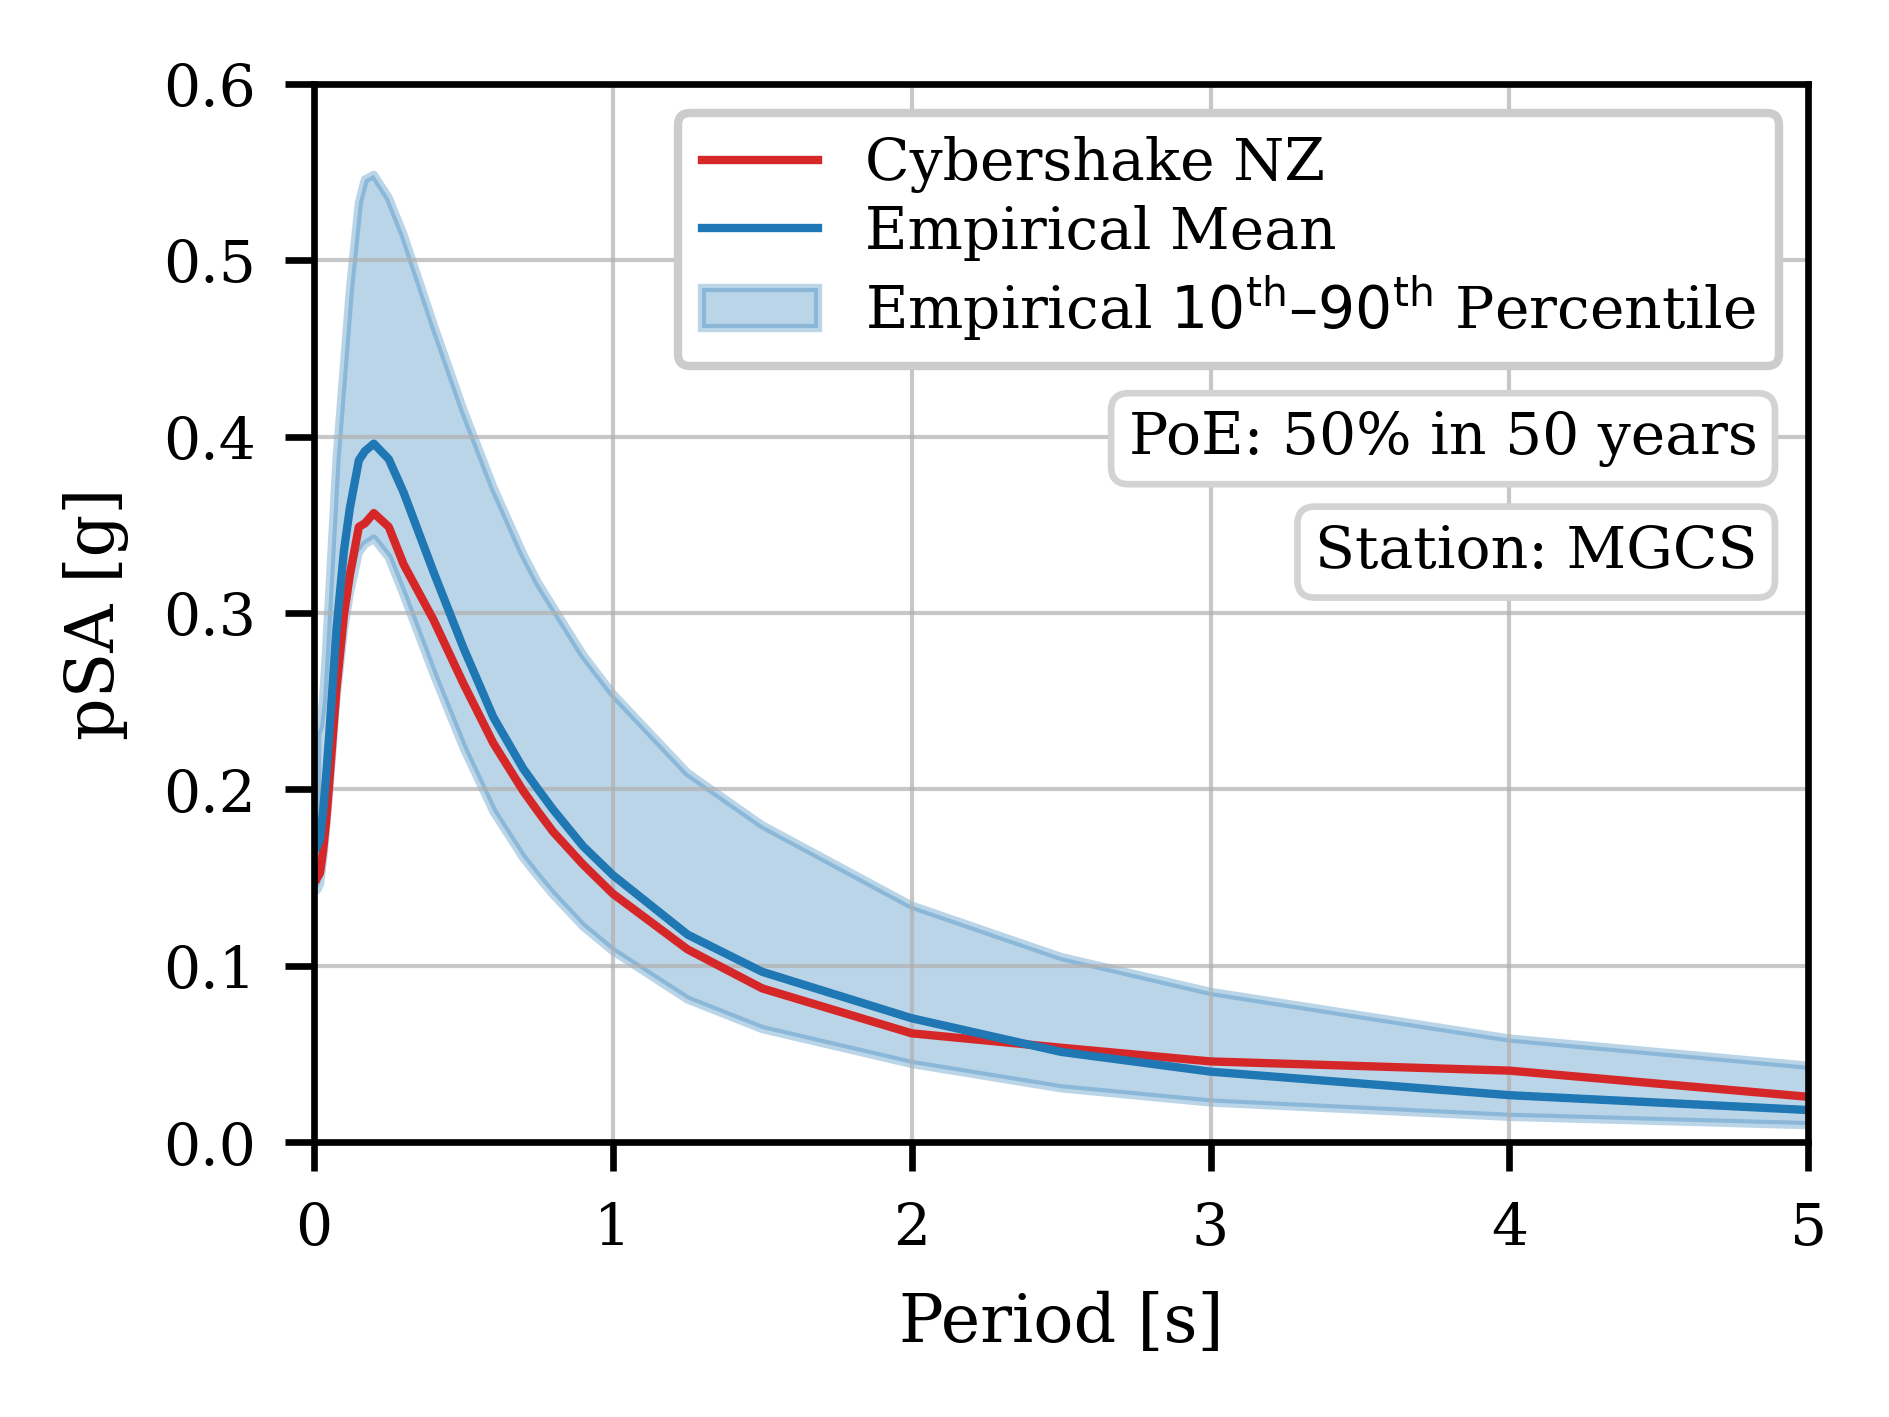 0.6
0.5
0.4
0.3
0.2
0.1
0.0
pSA [g]
Cybershake NZ
Empirical Mean
Empirical 10th–90th Percentile
PoE: 50% in 50 years
Station: MGCS
0 1 2 3 4 5
Period [s]